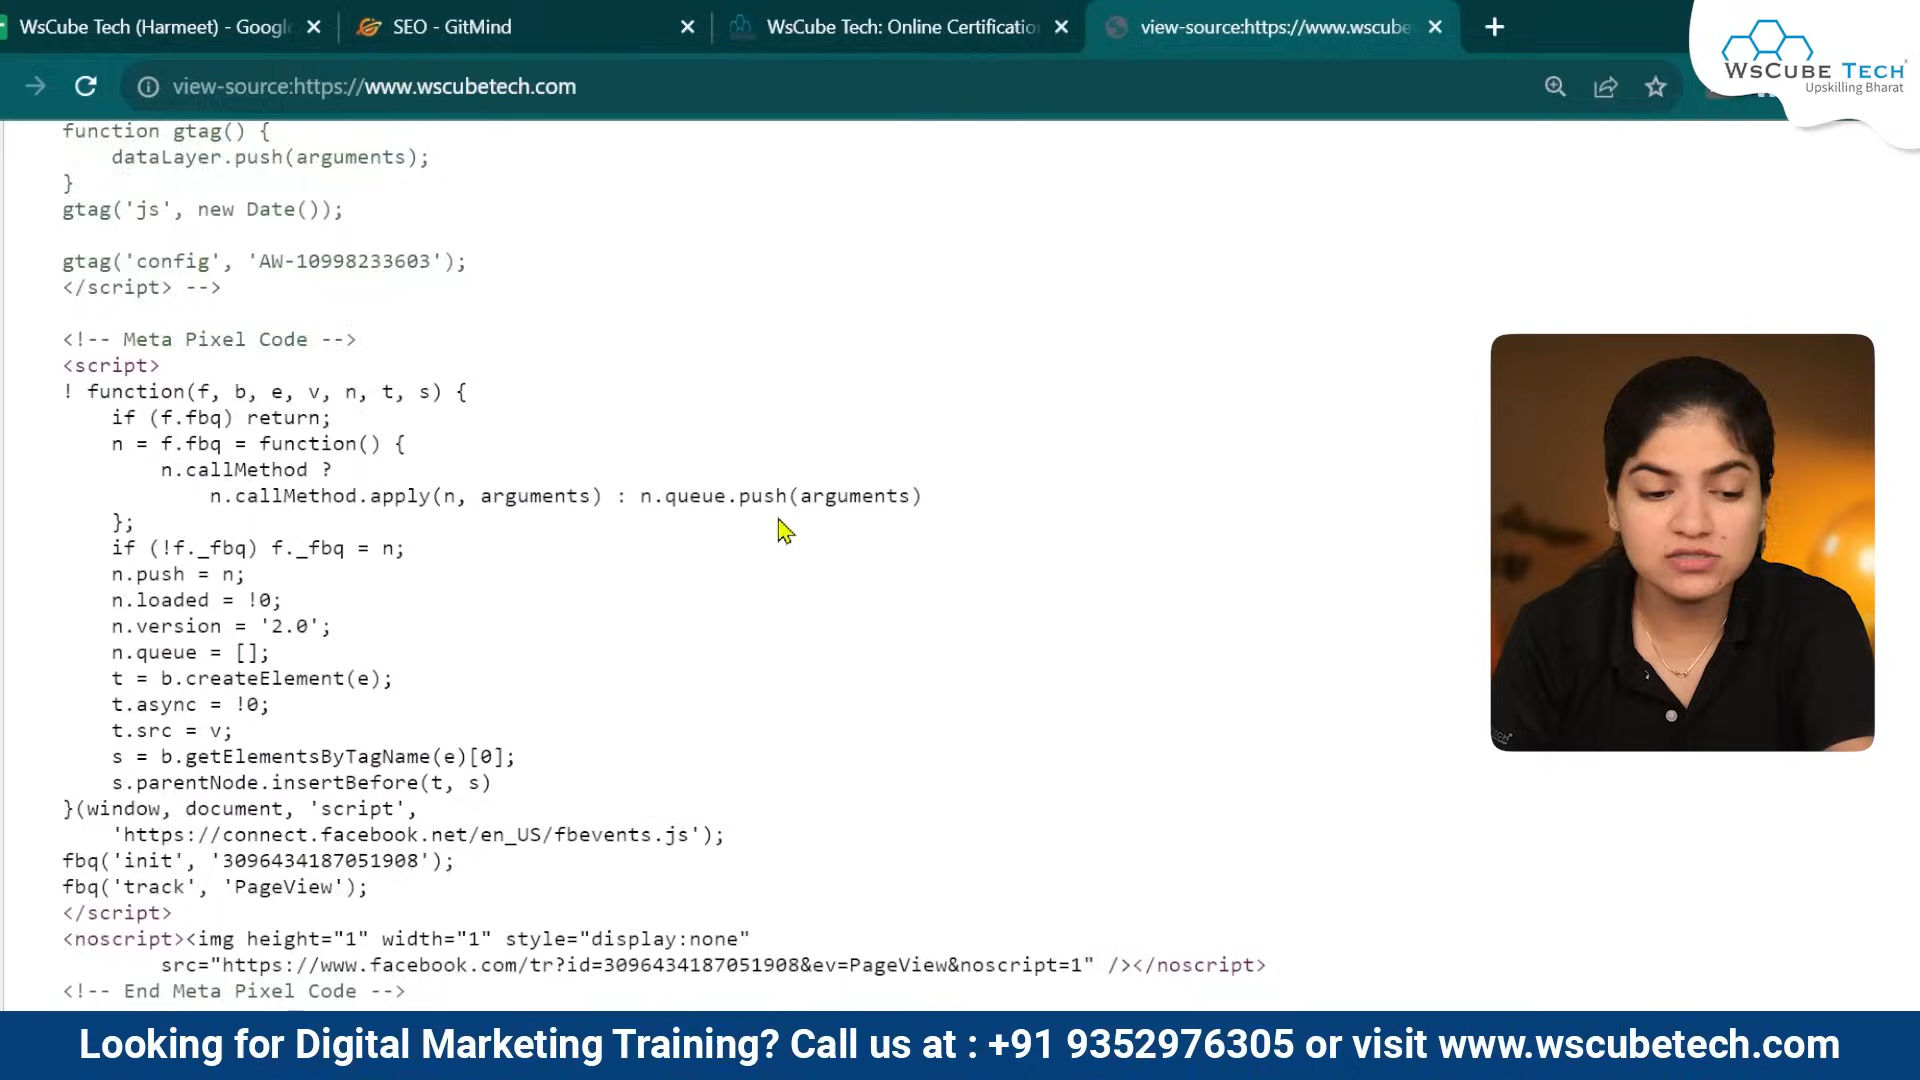 WsCube Tech (Harmeet) - Googl
SEO - GitMind
WsCube Tech: Online Certificatio
view-source:https://www.wscube
view-source:https://www.wscubetech.com
WsCube Tech
Upskilling Bharat
function gtag() {
dataLayer.push(arguments);
}
gtag('js', new Date());
gtag('config', 'AW-10998233603');
</script> -->
<!-- Meta Pixel Code -->
<script>
! function(f, b, e, v, n, t, s) {
if (f.fbq) return;
n = f.fbq = function() {
n.callMethod ?
n.callMethod.apply(n, arguments) : n.queue.push(arguments)
};
if (!f._fbq) f._fbq = n;
n.push = n;
n.loaded = !0;
n.version = '2.0';
n.queue = [];
t = b.createElement(e);
t.async = !0;
t.src = v;
s = b.getElementsByTagName(e)[0];
s.parentNode.insertBefore(t, s)
}(window, document, 'script',
'https://connect.facebook.net/en_US/fbevents.js');
fbq('init', '3096434187051908');
fbq('track', 'PageView');
</script>
<noscript><img height="1" width="1" style="display:none"
src="https://www.facebook.com/tr?id=3096434187051908&ev=PageView&noscript=1" /></noscript>
<!-- End Meta Pixel Code -->
Looking for Digital Marketing Training? Call us at : +91 9352976305 or visit www.wscubetech.com